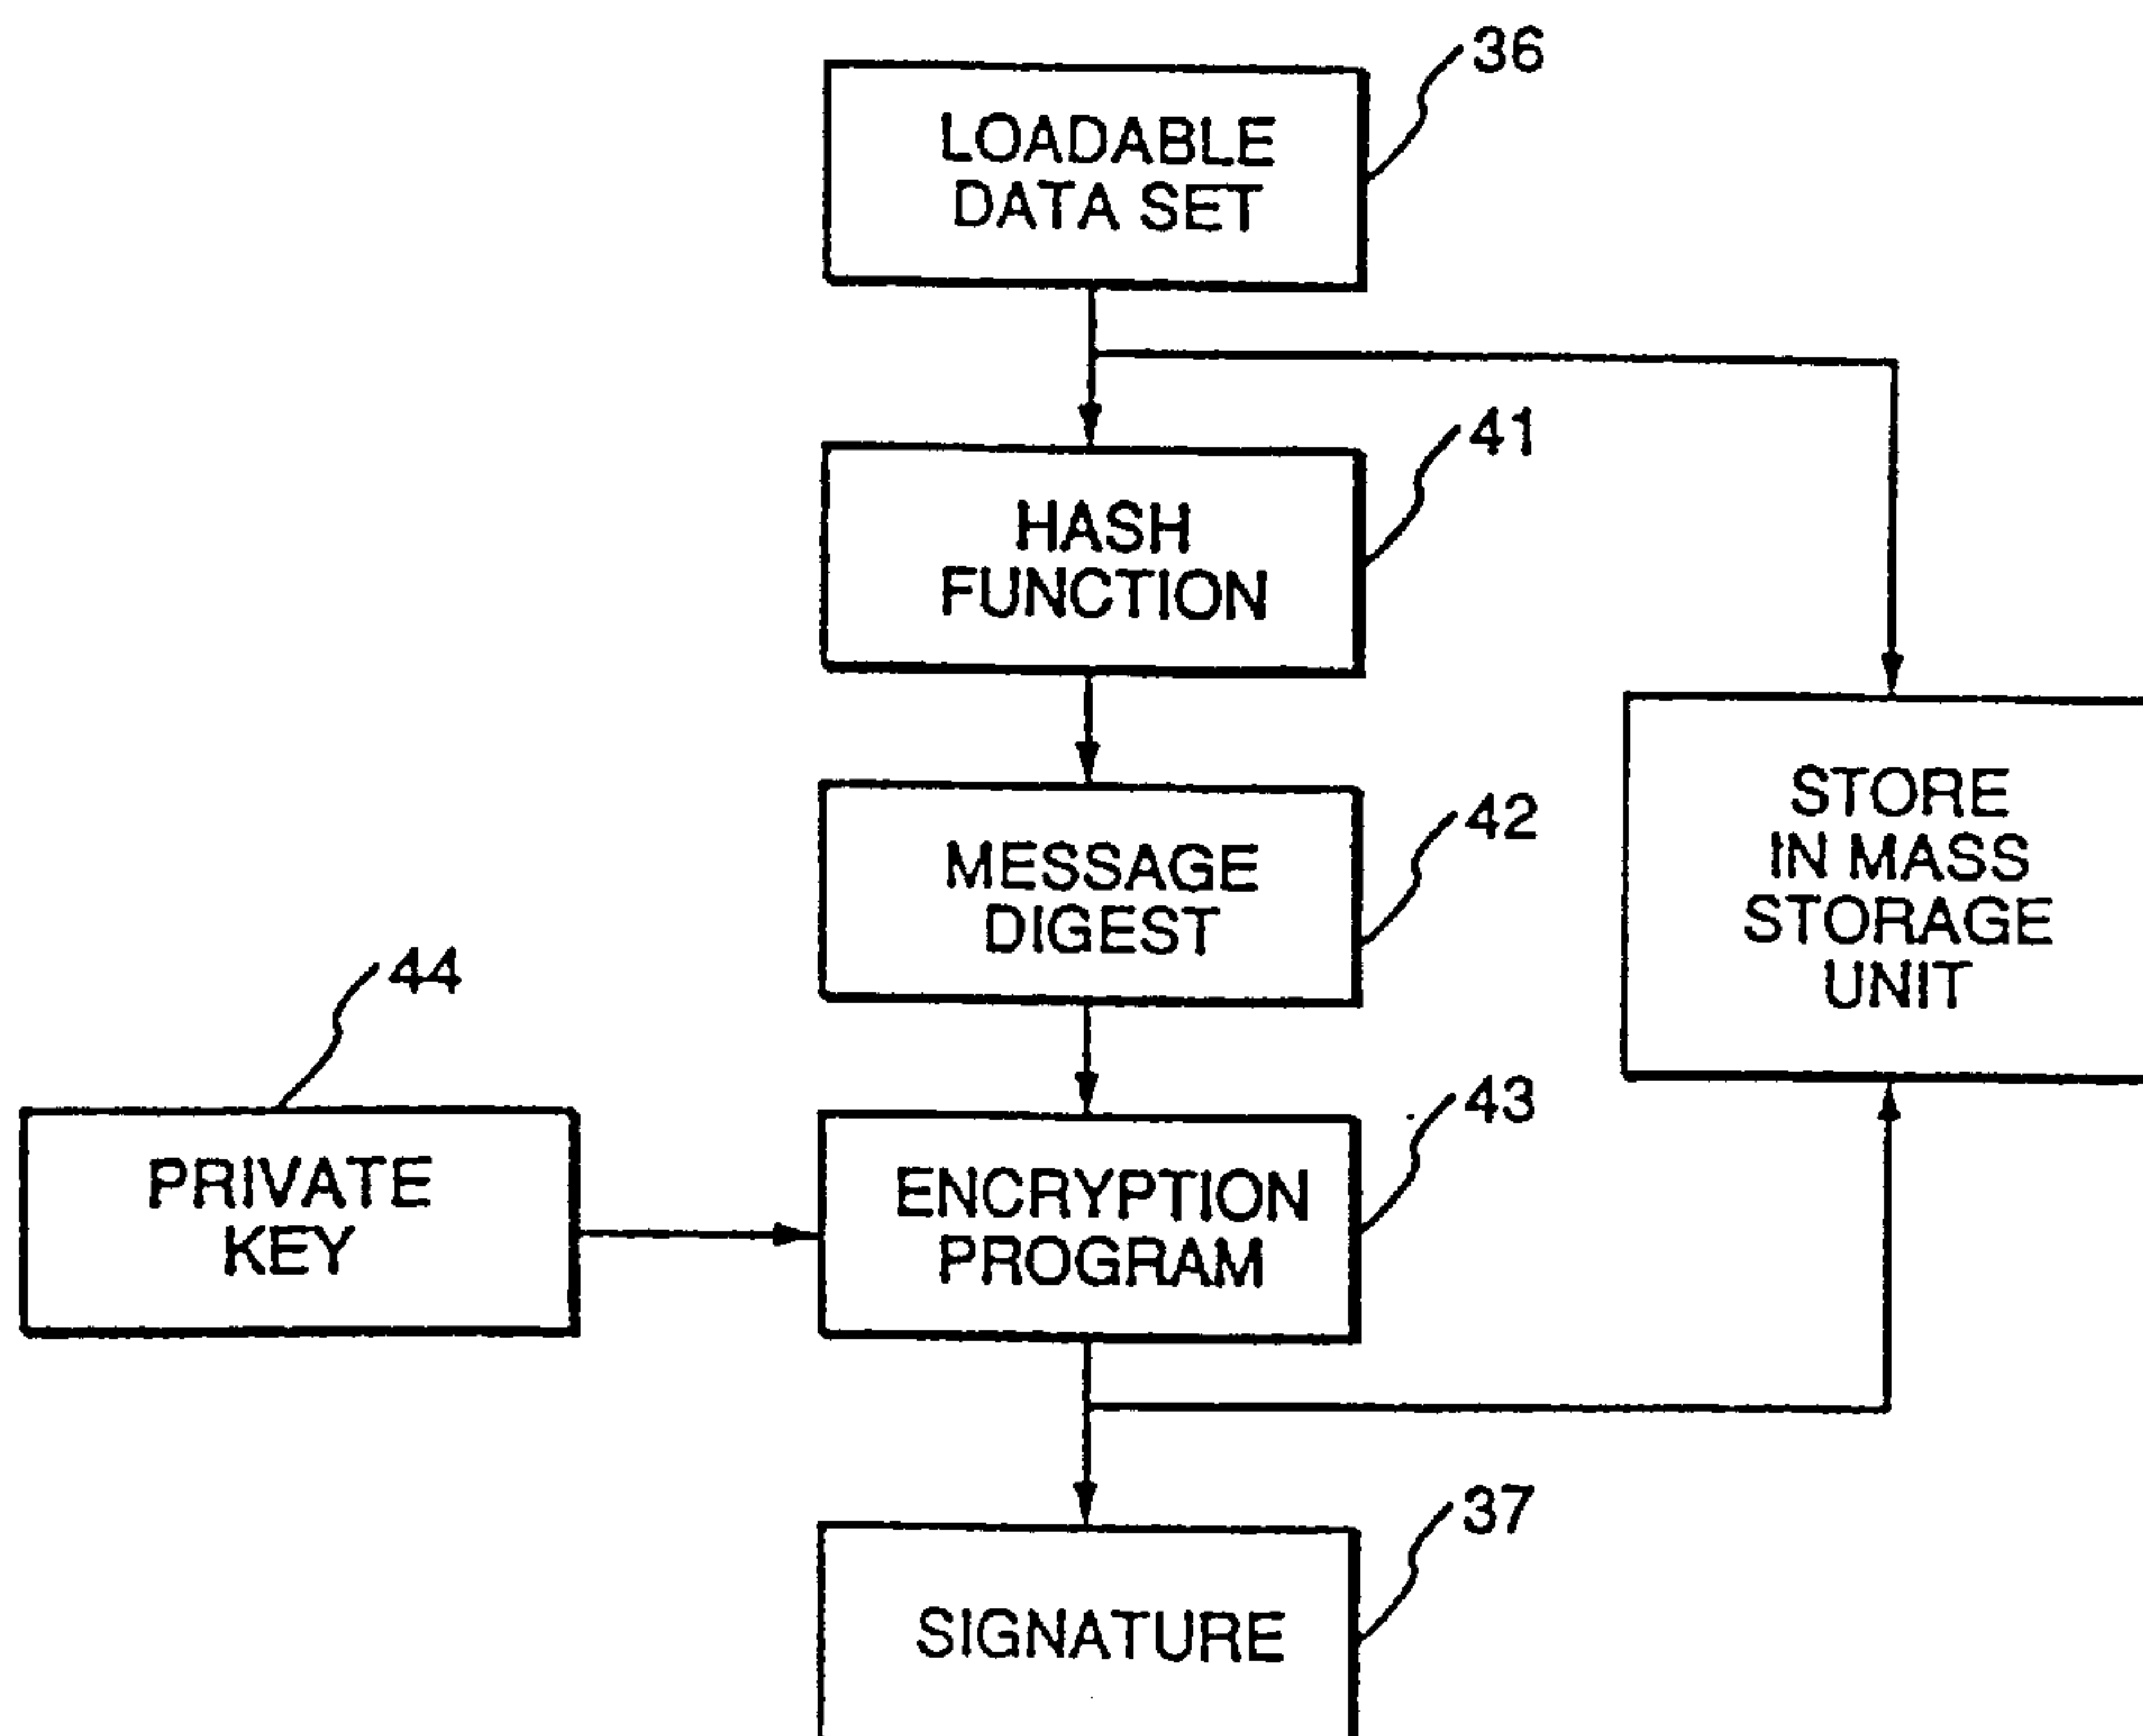 36
LOADABLE
DATA SET
41
HASH
FUNCTION
42
MESSAGE
DIGEST
STORE
IN MASS
STORAGE
UNIT
44
PRIVATE
KEY
43
ENCRYPTION
PROGRAM
37
SIGNATURE